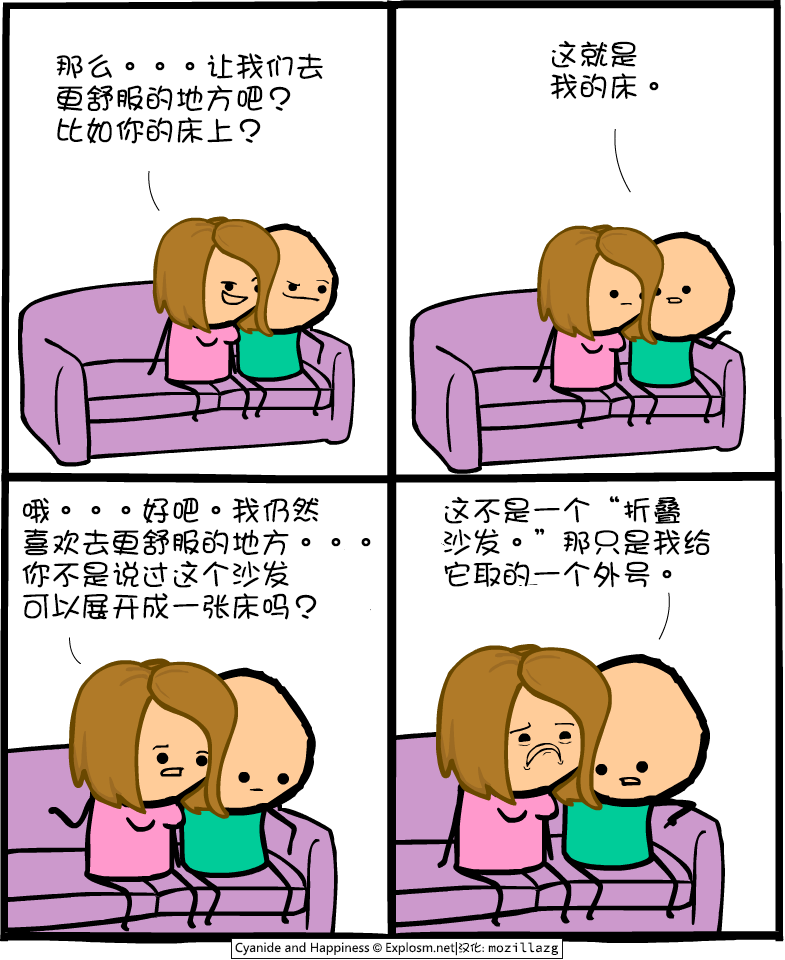 那么。。。让我们去
更舒服的地方吧？
比如你的床上？
这就是
我的床。
哦。。。好吧。我仍然
喜欢去更舒服的地方。。。
你不是说过这个沙发
可以展开成一张床吗？
这不是一个“折叠
沙发。”那只是我给
它取的一个外号。
Cyanide and Happiness © Explosm.net|汉化: mozillazg